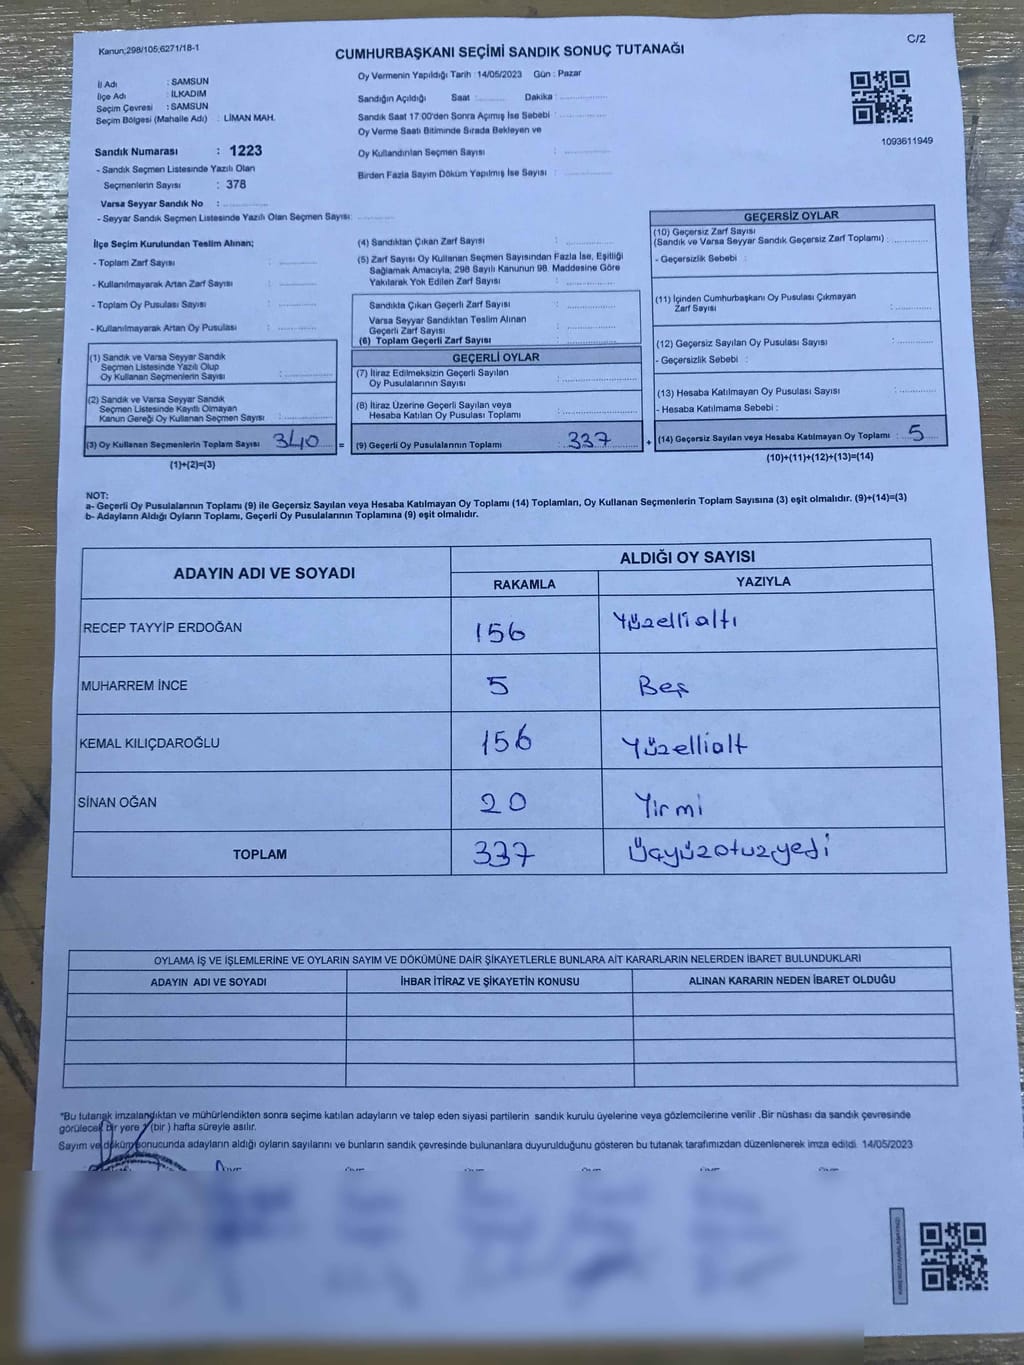 Kanun;298/105;6271/18-1
C/2
CUMHURBAŞKANI SEÇİMİ SANDIK SONUÇ TUTANAĞI
İl Adı : SAMSUN
İlçe Adı : İLKADIM
Seçim Çevresi : SAMSUN
Seçim Bölgesi (Mahalle Adı) : LİMAN MAH.
Sandık Numarası : 1223
- Sandık Seçmen Listesinde Yazılı Olan
Seçmenlerin Sayısı : 378
Varsa Seyyar Sandık No :
- Seyyar Sandık Seçmen Listesinde Yazılı Olan Seçmen Sayısı:
Oy Vermenin Yapıldığı Tarih : 14/05/2023 Gün : Pazar
Sandığın Açıldığı Saat : Dakika :
Sandık Saat 17:00'den Sonra Açımış İse Sebebi :
Oy Verme Saati Bitiminde Sırada Bekleyen ve
Oy Kullandırılan Seçmen Sayısı :
Birden Fazla Sayım Döküm Yapılmış İse Sayısı :
1093611949
İlçe Seçim Kurulundan Teslim Alınan;
- Toplam Zarf Sayısı :
- Kullanılmayarak Artan Zarf Sayısı :
- Toplam Oy Pusulası Sayısı :
- Kullanılmayarak Artan Oy Pusulası :
(1) Sandık ve Varsa Seyyar Sandık
Seçmen Listesinde Yazılı Olup
Oy Kullanan Seçmenlerin Sayısı :
(2) Sandık ve Varsa Seyyar Sandık
Seçmen Listesinde Kayıtlı Olmayan
Kanun Gereği Oy Kullanan Seçmen Sayısı :
(3) Oy Kullanan Seçmenlerin Toplam Sayısı : 340
(1)+(2)=(3)
(4) Sandıktan Çıkan Zarf Sayısı :
(5) Zarf Sayısı Oy Kullanan Seçmen Sayısından Fazla İse, Eşitliği
Sağlamak Amacıyla, 298 Sayılı Kanunun 98. Maddesine Göre
Yakılarak Yok Edilen Zarf Sayısı :
Sandıkta Çıkan Geçerli Zarf Sayısı :
Varsa Seyyar Sandıktan Teslim Alınan
Geçerli Zarf Sayısı :
(6) Toplam Geçerli Zarf Sayısı :
GEÇERLİ OYLAR
(7) İtiraz Edilmeksizin Geçerli Sayılan
Oy Pusulalarının Sayısı :
(8) İtiraz Üzerine Geçerli Sayılan veya
Hesaba Katılan Oy Pusulası Toplamı :
= (9) Geçerli Oy Pusulalarının Toplamı : 337
GEÇERSİZ OYLAR
(10) Geçersiz Zarf Sayısı
(Sandık ve Varsa Seyyar Sandık Geçersiz Zarf Toplamı) :
- Geçersizlik Sebebi :
(11) İçinden Cumhurbaşkanı Oy Pusulası Çıkmayan
Zarf Sayısı :
(12) Geçersiz Sayılan Oy Pusulası Sayısı :
- Geçersizlik Sebebi :
(13) Hesaba Katılmayan Oy Pusulası Sayısı :
- Hesaba Katılmama Sebebi :
+ (14) Geçersiz Sayılan veya Hesaba Katılmayan Oy Toplamı : 5
(10)+(11)+(12)+(13)=(14)
NOT:
a- Geçerli Oy Pusulalarının Toplamı (9) ile Geçersiz Sayılan veya Hesaba Katılmayan Oy Toplamı (14) Toplamları, Oy Kullanan Seçmenlerin Toplam Sayısına (3) eşit olmalıdır. (9)+(14)=(3)
b- Adayların Aldığı Oyların Toplamı, Geçerli Oy Pusulalarının Toplamına (9) eşit olmalıdır.
ADAYIN ADI VE SOYADI ALDIĞI OY SAYISI
RAKAMLA YAZIYLA
RECEP TAYYİP ERDOĞAN 156 Yüzellialtı
MUHARREM İNCE 5 Beş
KEMAL KILIÇDAROĞLU 156 Yüzellialt
SİNAN OĞAN 20 Yirmi
TOPLAM 337 Üçyüzotuzyedi
OYLAMA İŞ VE İŞLEMLERİNE VE OYLARIN SAYIM VE DÖKÜMÜNE DAİR ŞİKAYETLERLE BUNLARA AİT KARARLARIN NELERDEN İBARET BULUNDUKLARI
ADAYIN ADI VE SOYADI İHBAR İTİRAZ VE ŞİKAYETİN KONUSU ALINAN KARARIN NEDEN İBARET OLDUĞU
*Bu tutanak imzalandıktan ve mühürlendikten sonra seçime katılan adayların ve talep eden siyasi partilerin sandık kurulu üyelerine veya gözlemcilerine verilir .Bir nüshası da sandık çevresinde
görülecek bir yere 1 (bir ) hafta süreyle asılır.
Sayım ve döküm sonucunda adayların aldığı oyların sayılarını ve bunların sandık çevresinde bulunanlara duyurulduğunu gösteren bu tutanak tarafımızdan düzenlenerek imza edildi. 14/05/2023